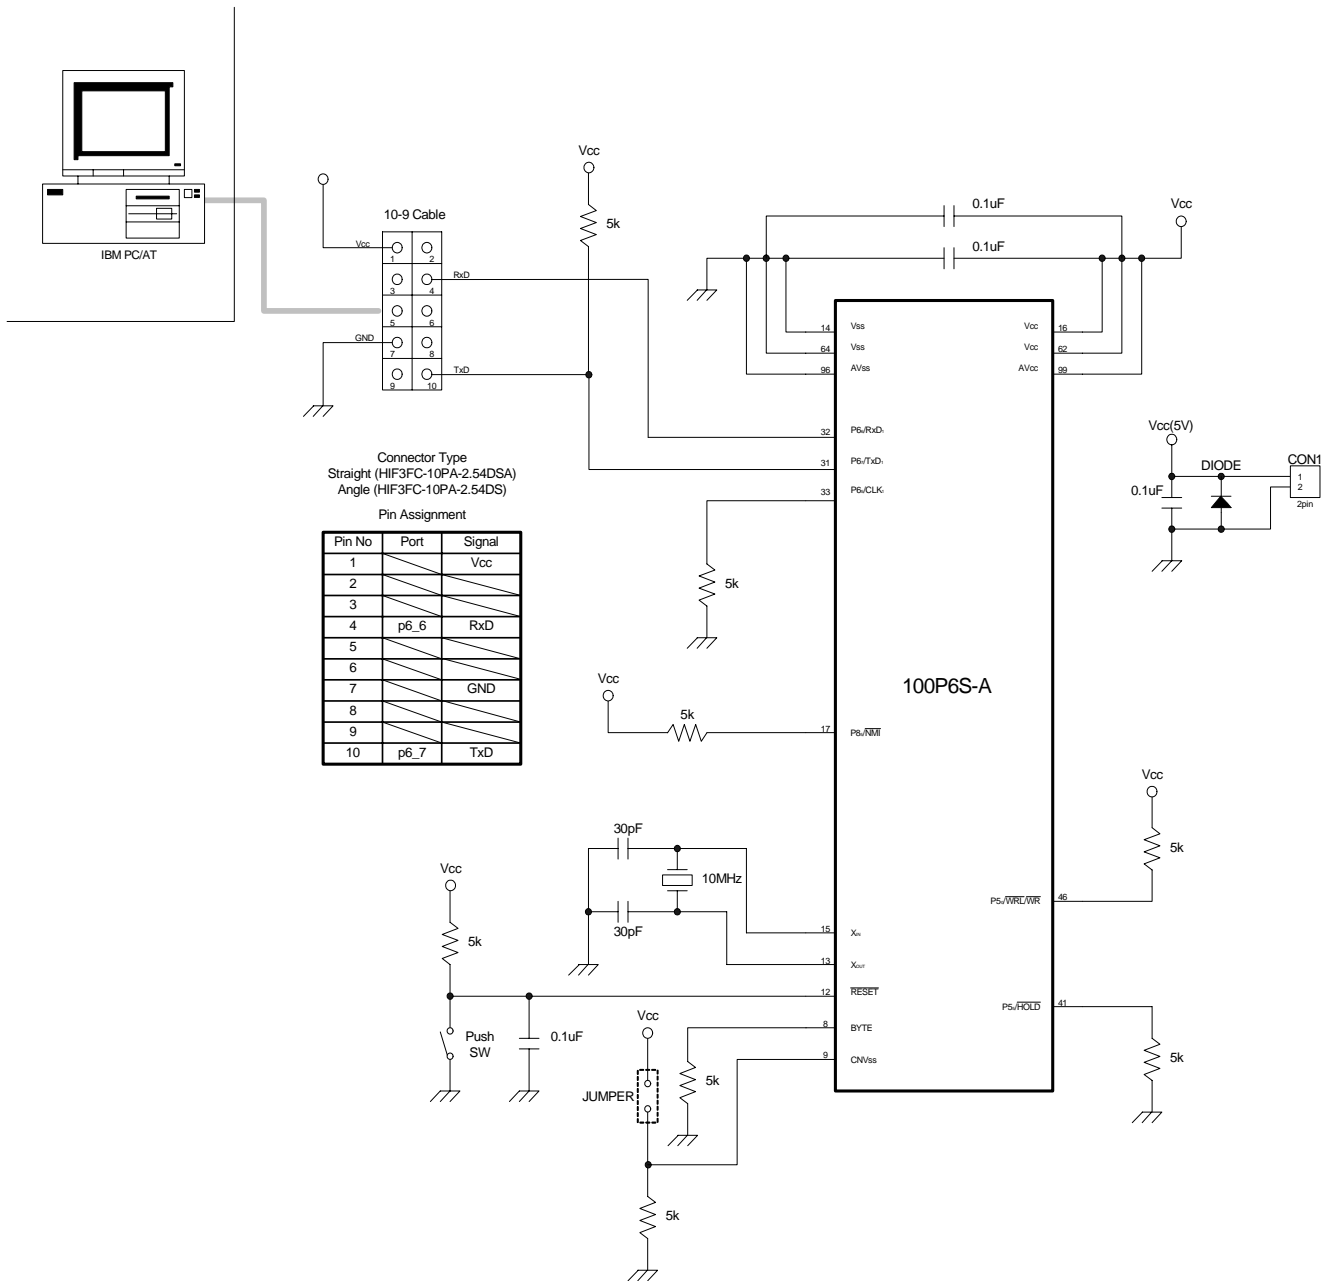 IBM PC/AT
10-9 Cable
Vcc
1
2
3
4
RxD
5
6
GND
7
8
9
10
TxD
Vcc
5k
0.1uF
0.1uF
Vcc
14 Vss
64 Vss
96 AVss
Vcc 16
Vcc 62
AVcc 99
32
31
33
Connector Type
Straight (HIF3FC-10PA-2.54DSA)
Angle (HIF3FC-10PA-2.54DS)
Pin Assignment
Pin No Port Signal
1 Vcc
2
3
4 p6_6 RxD
5
6
7 GND
8
9
10 p6_7 TxD
5k
Vcc(5V)
0.1uF
DIODE
CON1
1
2
2pin
100P6S-A
Vcc
5k
17
30pF
10MHz
30pF
15 XIN
13 XOUT
Vcc
5k
12 RESET
Push
SW
0.1uF
8 BYTE
9 CNVss
Vcc
JUMPER
5k
5k
Vcc
5k
46
41
5k